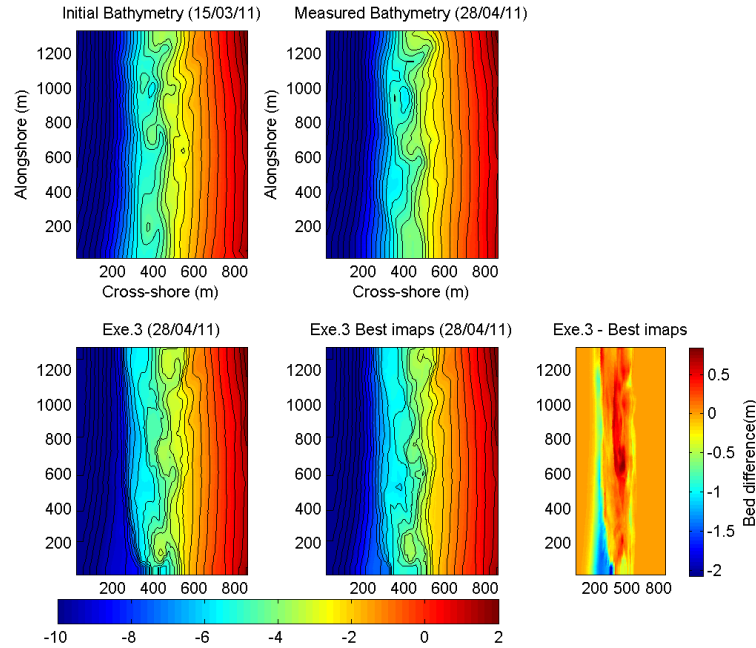 Initial Bathymetry (15/03/11)
Measured Bathymetry (28/04/11)
Alongshore (m)
1200
1000
800
600
400
200
200 400 600 800
Cross-shore (m)
Alongshore (m)
1200
1000
800
600
400
200
200 400 600 800
Cross-shore (m)
Exe.3 (28/04/11)
Exe.3 Best imaps (28/04/11)
Exe.3 - Best imaps
1200
1000
800
600
400
200
200 400 600 800
1200
1000
800
600
400
200
200 400 600 800
1200
1000
800
600
400
200
200 500 800
0.5
0
-0.5
-1
-1.5
-2
Bed difference(m)
-10 -8 -6 -4 -2 0 2